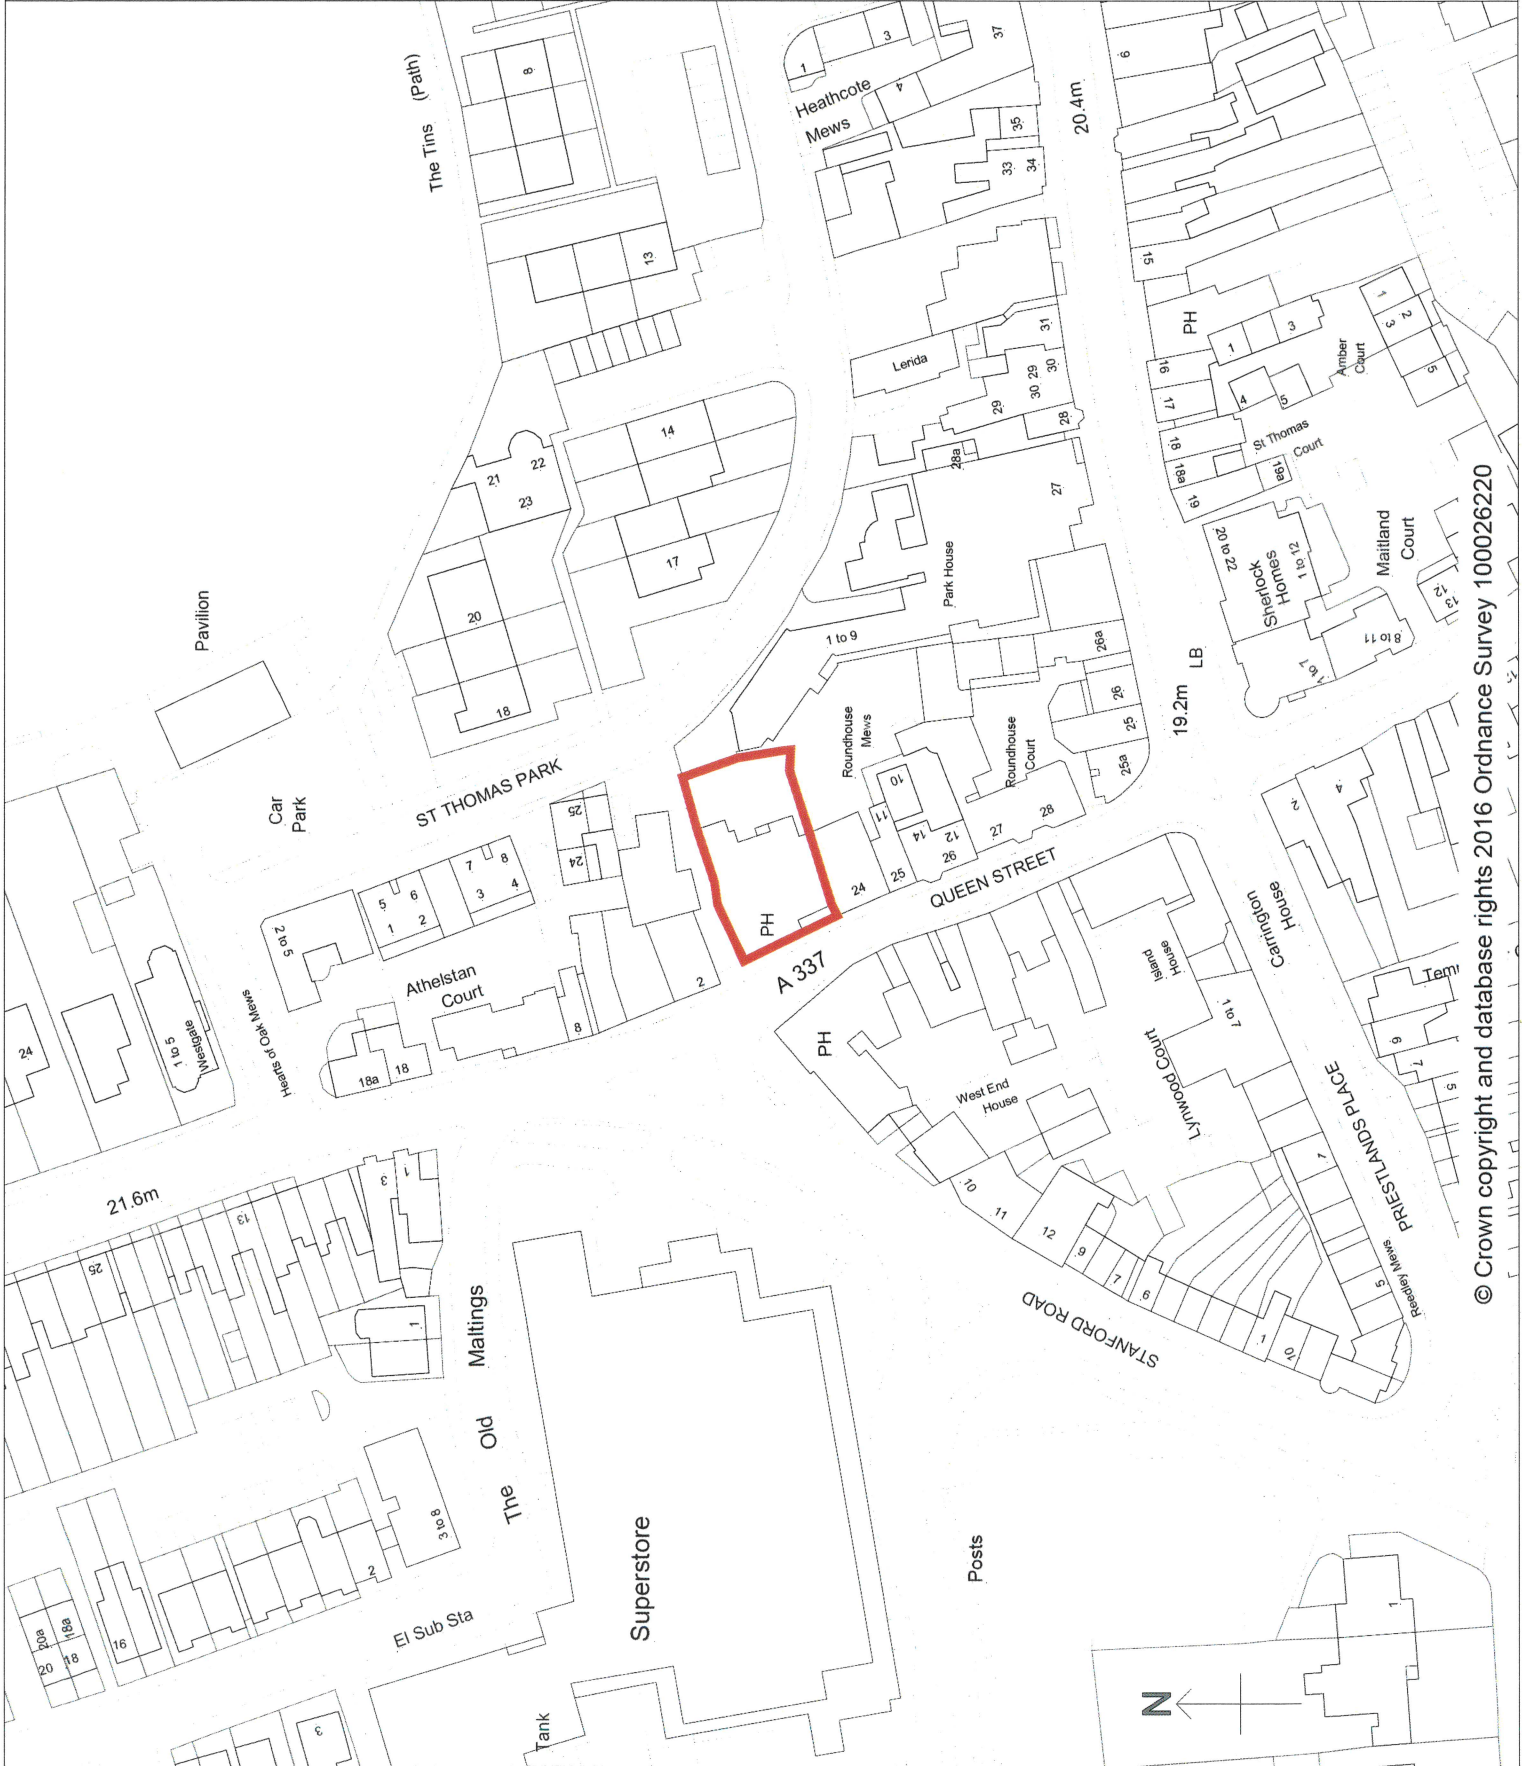 The Tins (Path)
8
13
1
3
4
37
Heathcote
Mews
35
33
34
20.4m
6
15
PH
16
17
18
18a
19
19a
1
3
4
5
Amber
Court
1
2
3
5
St Thomas
Court
Lerida
31
30
29
30
29
28
28a
27
14
17
21
22
23
20
18
Pavilion
Car
Park
ST THOMAS PARK
Park House
1 to 9
26a
26
25
25a
LB
19.2m
20 to 22
Sherlock
Homes
1 to 12
Maitland
Court
12
13
8 to 11
1 to 7
Roundhouse
Mews
10
11
14
12
Roundhouse
Court
28
27
26
25
24
QUEEN STREET
PH
A 337
25
24
7
8
3
4
5
6
1
2
2 to 5
Athelstan
Court
8
2
18a
18
Hearts of Oak Mews
1 to 5
Westgate
24
21.6m
PH
West End
House
Island
House
Carrington
House
2
4
Lynwood Court
1 to 7
PRIESTLANDS PLACE
9
7
5
10
11
12
9
7
6
1
70
STANFORD ROAD
Reedley Mews
5
13
25
3
1
1
The Old Maltings
3 to 8
2
El Sub Sta
Superstore
Tank
Posts
16
20a
18a
20
18
3
1
N
© Crown copyright and database rights 2016 Ordnance Survey 100026220